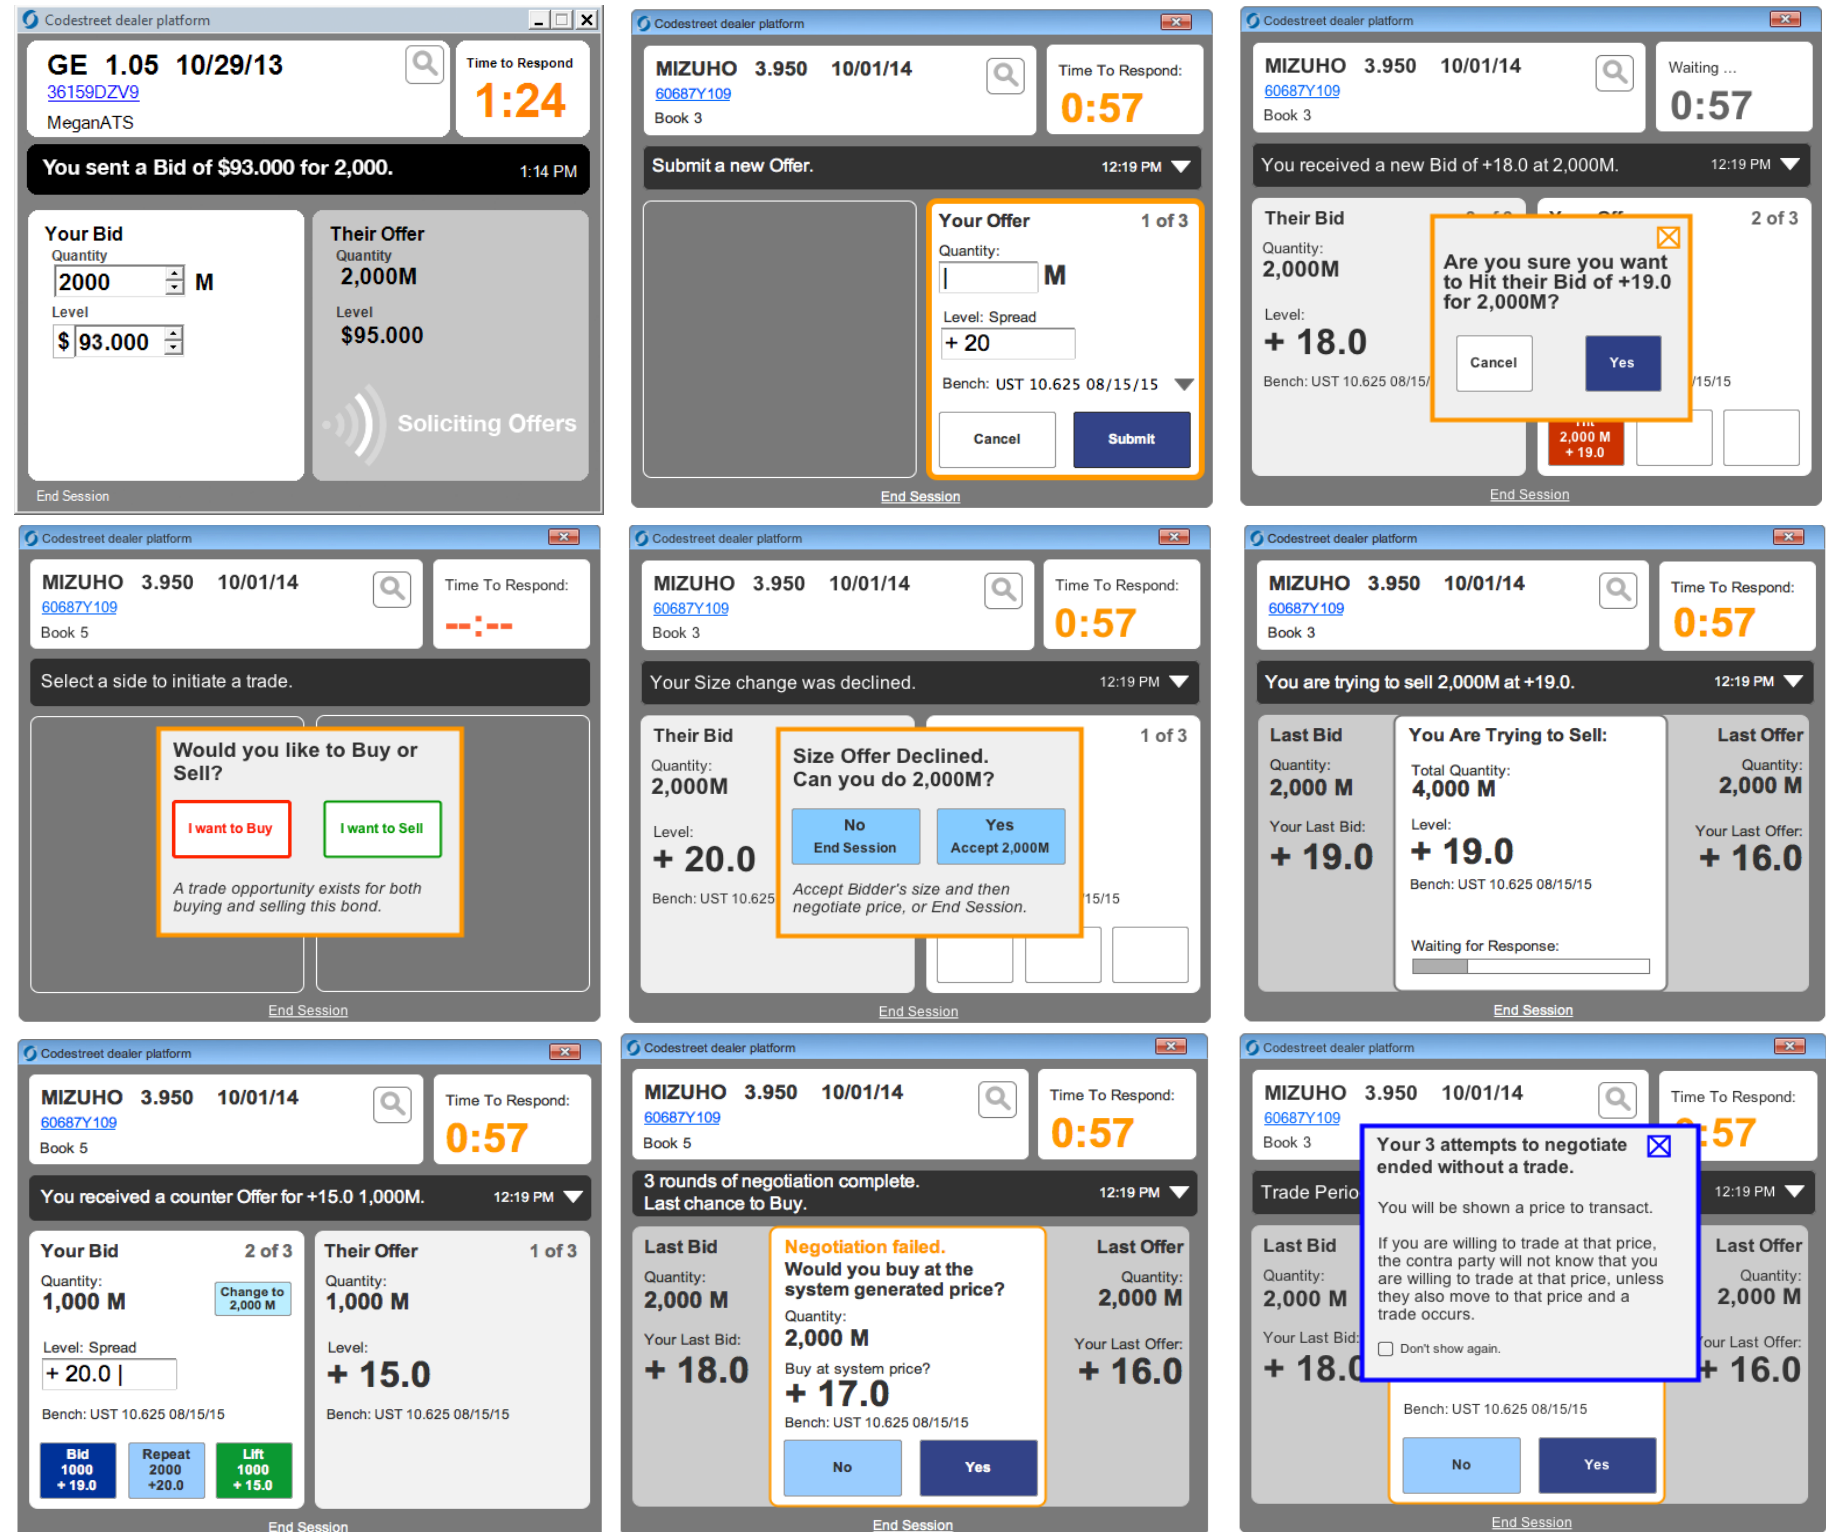 Codestreet dealer platform
GE 1.05 10/29/13
36159DZV9
MeganATS
Time to Respond
1:24
You sent a Bid of $93.000 for 2,000.
1:14 PM
Your Bid
Quantity
2000 M
Level
$ 93.000
Their Offer
Quantity
2,000M
Level
$95.000
Soliciting Offers
End Session
Codestreet dealer platform
MIZUHO 3.950 10/01/14
60687Y109
Book 3
Time To Respond:
0:57
Submit a new Offer.
12:19 PM
Your Offer 1 of 3
Quantity:
M
Level: Spread
+ 20
Bench: UST 10.625 08/15/15
Cancel
Submit
End Session
Codestreet dealer platform
MIZUHO 3.950 10/01/14
60687Y109
Book 3
Waiting ...
0:57
You received a new Bid of +18.0 at 2,000M.
12:19 PM
Their Bid
Quantity:
2,000M
Level:
+ 18.0
Bench: UST 10.625 08/15/
2 of 3
Are you sure you want
to Hit their Bid of +19.0
for 2,000M?
Cancel
Yes
/15/15
2,000 M
+ 19.0
End Session
Codestreet dealer platform
MIZUHO 3.950 10/01/14
60687Y109
Book 5
Time To Respond:
--:--
Select a side to initiate a trade.
Would you like to Buy or
Sell?
I want to Buy
I want to Sell
A trade opportunity exists for both
buying and selling this bond.
End Session
Codestreet dealer platform
MIZUHO 3.950 10/01/14
60687Y109
Book 3
Time To Respond:
0:57
Your Size change was declined.
12:19 PM
Their Bid
Quantity:
2,000M
Level:
+ 20.0
Bench: UST 10.625
1 of 3
Size Offer Declined.
Can you do 2,000M?
No
End Session
Yes
Accept 2,000M
Accept Bidder's size and then
negotiate price, or End Session.
15/15
End Session
Codestreet dealer platform
MIZUHO 3.950 10/01/14
60687Y109
Book 3
Time To Respond:
0:57
You are trying to sell 2,000M at +19.0.
12:19 PM
Last Bid
Quantity:
2,000 M
Your Last Bid:
+ 19.0
You Are Trying to Sell:
Total Quantity:
4,000 M
Level:
+ 19.0
Bench: UST 10.625 08/15/15
Waiting for Response:
Last Offer
Quantity:
2,000 M
Your Last Offer:
+ 16.0
End Session
Codestreet dealer platform
MIZUHO 3.950 10/01/14
60687Y109
Book 5
Time To Respond:
0:57
You received a counter Offer for +15.0 1,000M.
12:19 PM
Your Bid 2 of 3
Quantity:
1,000 M
Change to
2,000 M
Level: Spread
+ 20.0
Bench: UST 10.625 08/15/15
Bid
1000
+ 19.0
Repeat
2000
+20.0
Lift
1000
+ 15.0
Their Offer 1 of 3
Quantity:
1,000 M
Level:
+ 15.0
Bench: UST 10.625 08/15/15
End Session
Codestreet dealer platform
MIZUHO 3.950 10/01/14
60687Y109
Book 5
Time To Respond:
0:57
3 rounds of negotiation complete.
Last chance to Buy.
12:19 PM
Last Bid
Quantity:
2,000 M
Your Last Bid:
+ 18.0
Negotiation failed.
Would you buy at the
system generated price?
Quantity:
2,000 M
Buy at system price?
+ 17.0
Bench: UST 10.625 08/15/15
No
Yes
Last Offer
Quantity:
2,000 M
Your Last Offer:
+ 16.0
End Session
Codestreet dealer platform
MIZUHO 3.950 10/01/14
60687Y109
Book 3
Time To Respond:
:57
Trade Perio
12:19 PM
Last Bid
Quantity:
2,000 M
Your Last Bid:
+ 18.0
Your 3 attempts to negotiate
ended without a trade.
You will be shown a price to transact.
If you are willing to trade at that price,
the contra party will not know that you
are willing to trade at that price, unless
they also move to that price and a
trade occurs.
Don't show again.
Bench: UST 10.625 08/15/15
No
Yes
Last Offer
Quantity:
2,000 M
our Last Offer:
+ 16.0
End Session